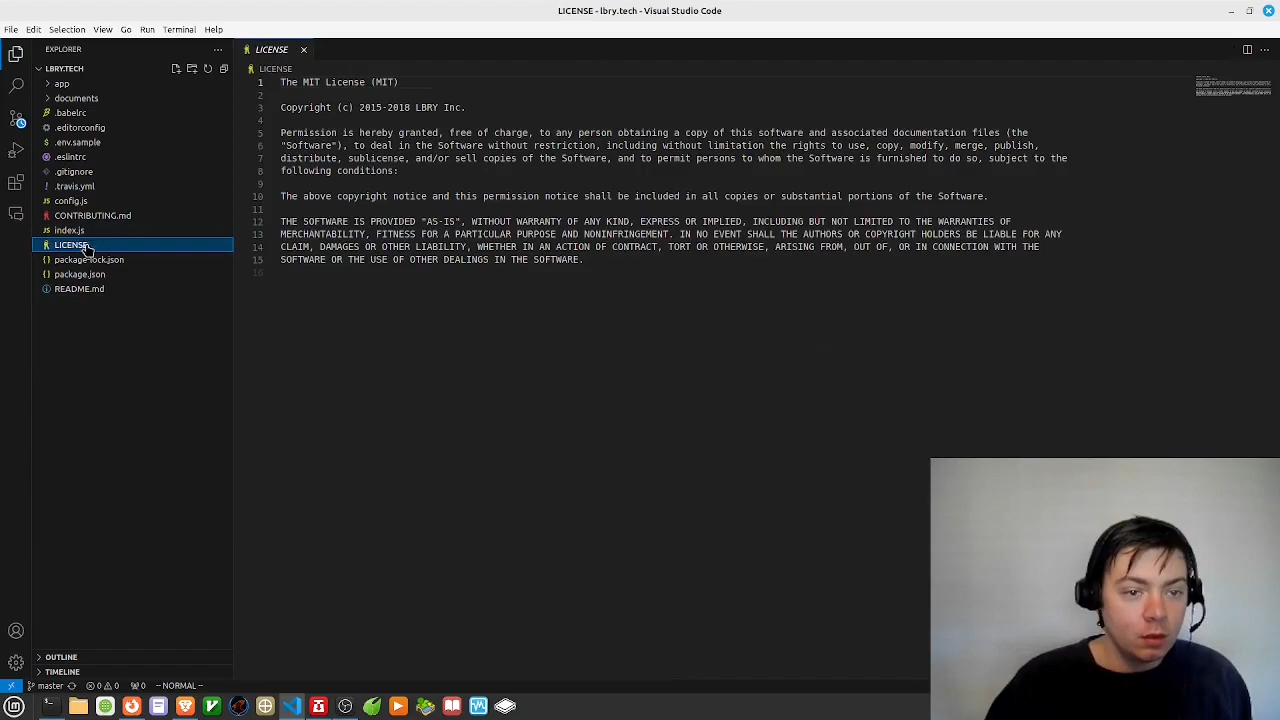 LICENSE - lbry.tech - Visual Studio Code
File Edit Selection View Go Run Terminal Help
EXPLORER
LICENSE
LBRY.TECH
LICENSE
app
documents
.babelrc
.editorconfig
.env.sample
.eslintrc
.gitignore
.travis.yml
config.js
CONTRIBUTING.md
index.js
LICENSE
package-lock.json
package.json
README.md
1 The MIT License (MIT)
2
3 Copyright (c) 2015-2018 LBRY Inc.
4
5 Permission is hereby granted, free of charge, to any person obtaining a copy of this software and associated documentation files (the
6 "Software"), to deal in the Software without restriction, including without limitation the rights to use, copy, modify, merge, publish,
7 distribute, sublicense, and/or sell copies of the Software, and to permit persons to whom the Software is furnished to do so, subject to the
8 following conditions:
9
10 The above copyright notice and this permission notice shall be included in all copies or substantial portions of the Software.
11
12 THE SOFTWARE IS PROVIDED "AS-IS", WITHOUT WARRANTY OF ANY KIND, EXPRESS OR IMPLIED, INCLUDING BUT NOT LIMITED TO THE WARRANTIES OF
13 MERCHANTABILITY, FITNESS FOR A PARTICULAR PURPOSE AND NONINFRINGEMENT. IN NO EVENT SHALL THE AUTHORS OR COPYRIGHT HOLDERS BE LIABLE FOR ANY
14 CLAIM, DAMAGES OR OTHER LIABILITY, WHETHER IN AN ACTION OF CONTRACT, TORT OR OTHERWISE, ARISING FROM, OUT OF, OR IN CONNECTION WITH THE
15 SOFTWARE OR THE USE OF OTHER DEALINGS IN THE SOFTWARE.
16
OUTLINE
TIMELINE
master 0 0 0 -- NORMAL --